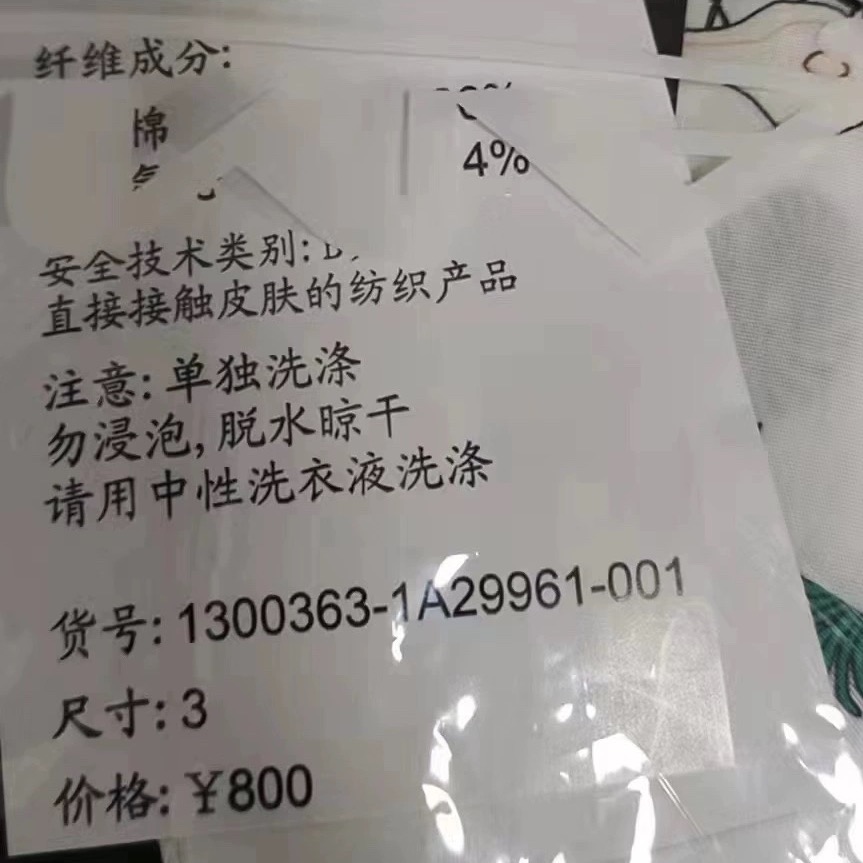 纤维成分:
棉
4%
安全技术类别:
直接接触皮肤的纺织产品
注意: 单独洗涤
勿浸泡, 脱水晾干
请用中性洗衣液洗涤
货号: 1300363-1A29961-001
尺寸: 3
价格: ¥800